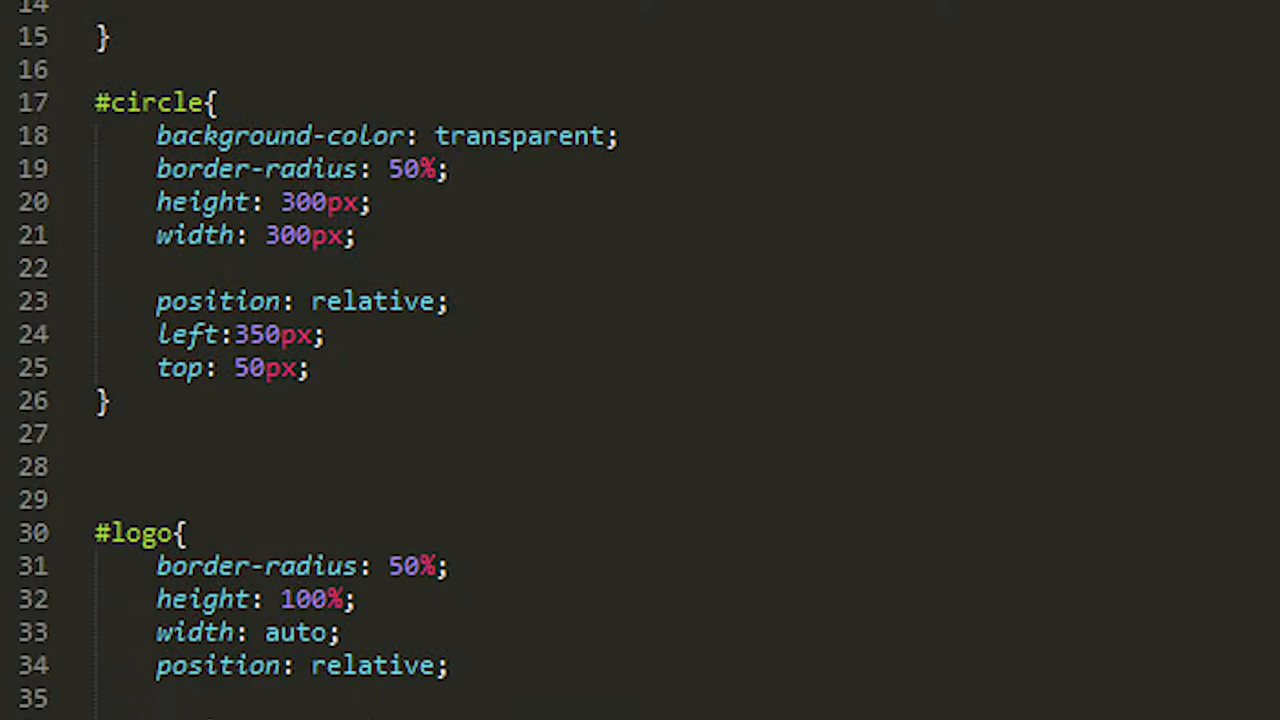 14
15 }
16
17 #circle{
18 background-color: transparent;
19 border-radius: 50%;
20 height: 300px;
21 width: 300px;
22
23 position: relative;
24 left:350px;
25 top: 50px;
26 }
27
28
29
30 #logo{
31 border-radius: 50%;
32 height: 100%;
33 width: auto;
34 position: relative;
35